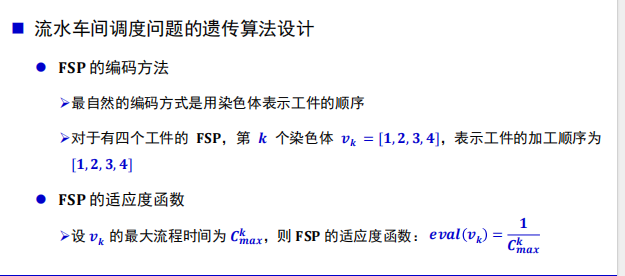 ■ 流水车间调度问题的遗传算法设计
● FSP 的编码方法
➢最自然的编码方式是用染色体表示工件的顺序
➢对于有四个工件的 FSP，第 k 个染色体 v_k = [1, 2, 3, 4]，表示工件的加工顺序为
[1, 2, 3, 4]
● FSP 的适应度函数
➢设 v_k 的最大流程时间为 C_{max}^k，则 FSP 的适应度函数：eval(v_k) = \frac{1}{C_{max}^k}